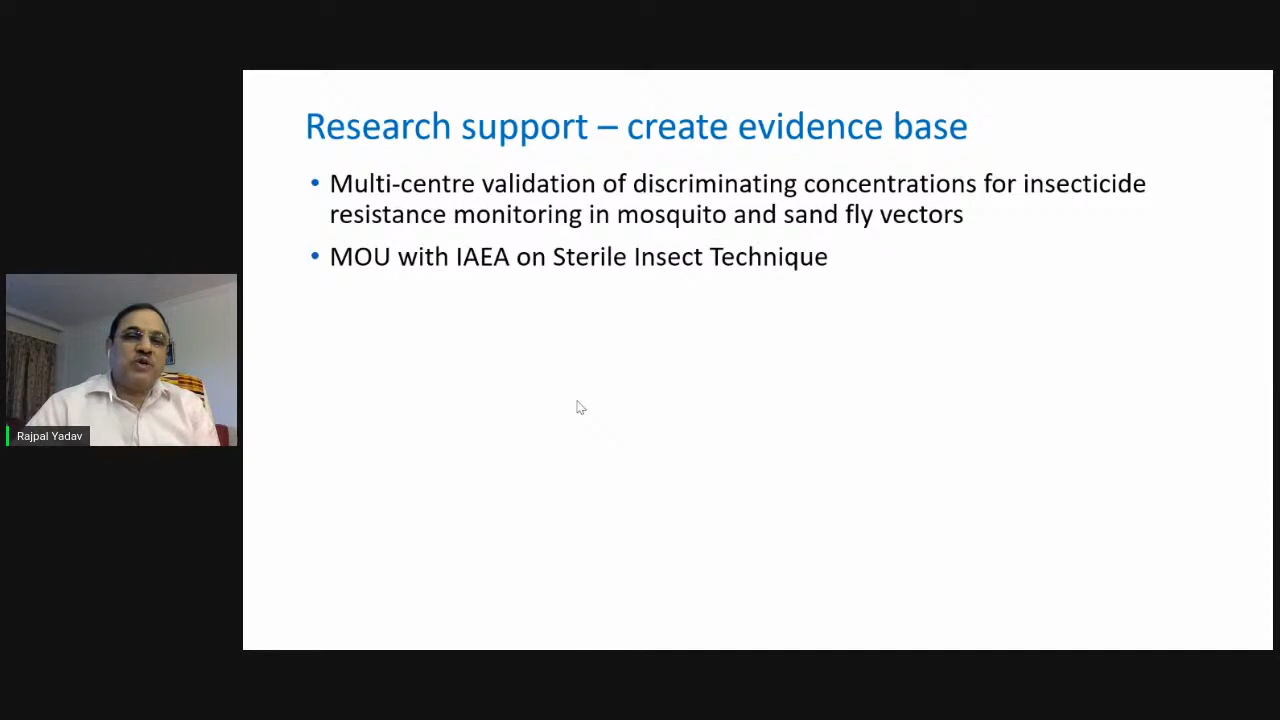 Research support – create evidence base
• Multi-centre validation of discriminating concentrations for insecticide
resistance monitoring in mosquito and sand fly vectors
• MOU with IAEA on Sterile Insect Technique
Rajpal Yadav